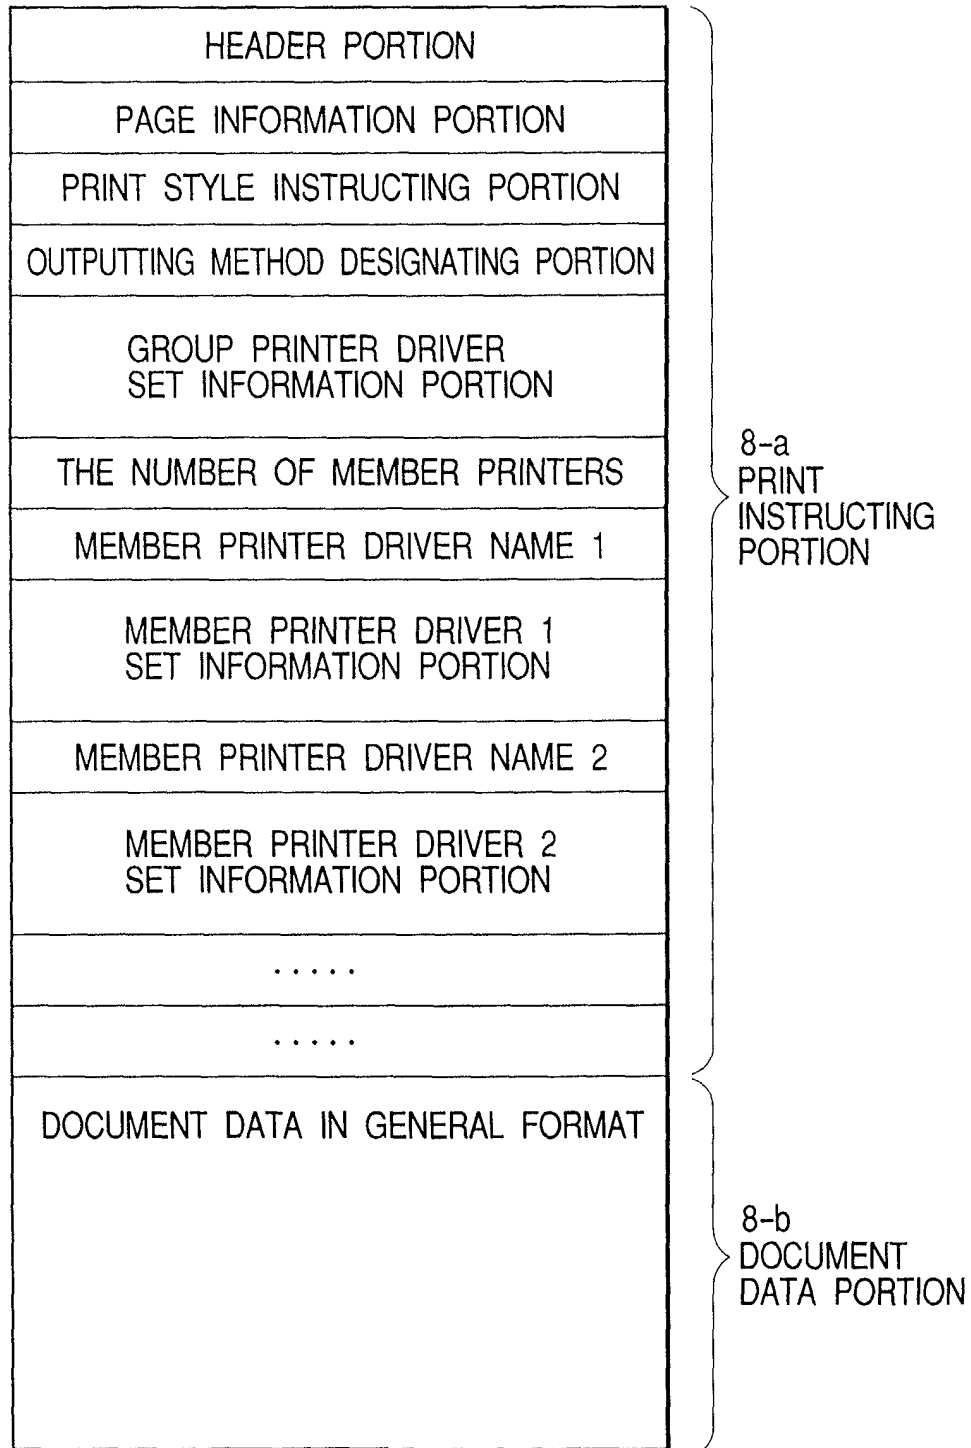 HEADER PORTION
PAGE INFORMATION PORTION
PRINT STYLE INSTRUCTING PORTION
OUTPUTTING METHOD DESIGNATING PORTION
GROUP PRINTER DRIVER
SET INFORMATION PORTION
THE NUMBER OF MEMBER PRINTERS
MEMBER PRINTER DRIVER NAME 1
MEMBER PRINTER DRIVER 1
SET INFORMATION PORTION
MEMBER PRINTER DRIVER NAME 2
MEMBER PRINTER DRIVER 2
SET INFORMATION PORTION
.....
.....
8-a
PRINT
INSTRUCTING
PORTION
DOCUMENT DATA IN GENERAL FORMAT
8-b
DOCUMENT
DATA PORTION